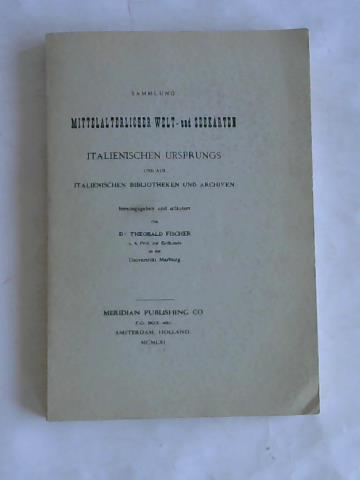 SAMMLUNG
MITTELALTERLICHER WELT- und SEEKARTEN
ITALIENISCHEN URSPRUNGS
UND AUS
ITALIENISCHEN BIBLIOTHEKEN UND ARCHIVEN
herausgegeben und erläutert
von
Dr THEOBALD FISCHER
o. ö. Prof. der Erdkunde
an der
Universität Marburg
MERIDIAN PUBLISHING CO
P.O. BOX
AMSTERDAM, HOLLAND.
MCMLXI